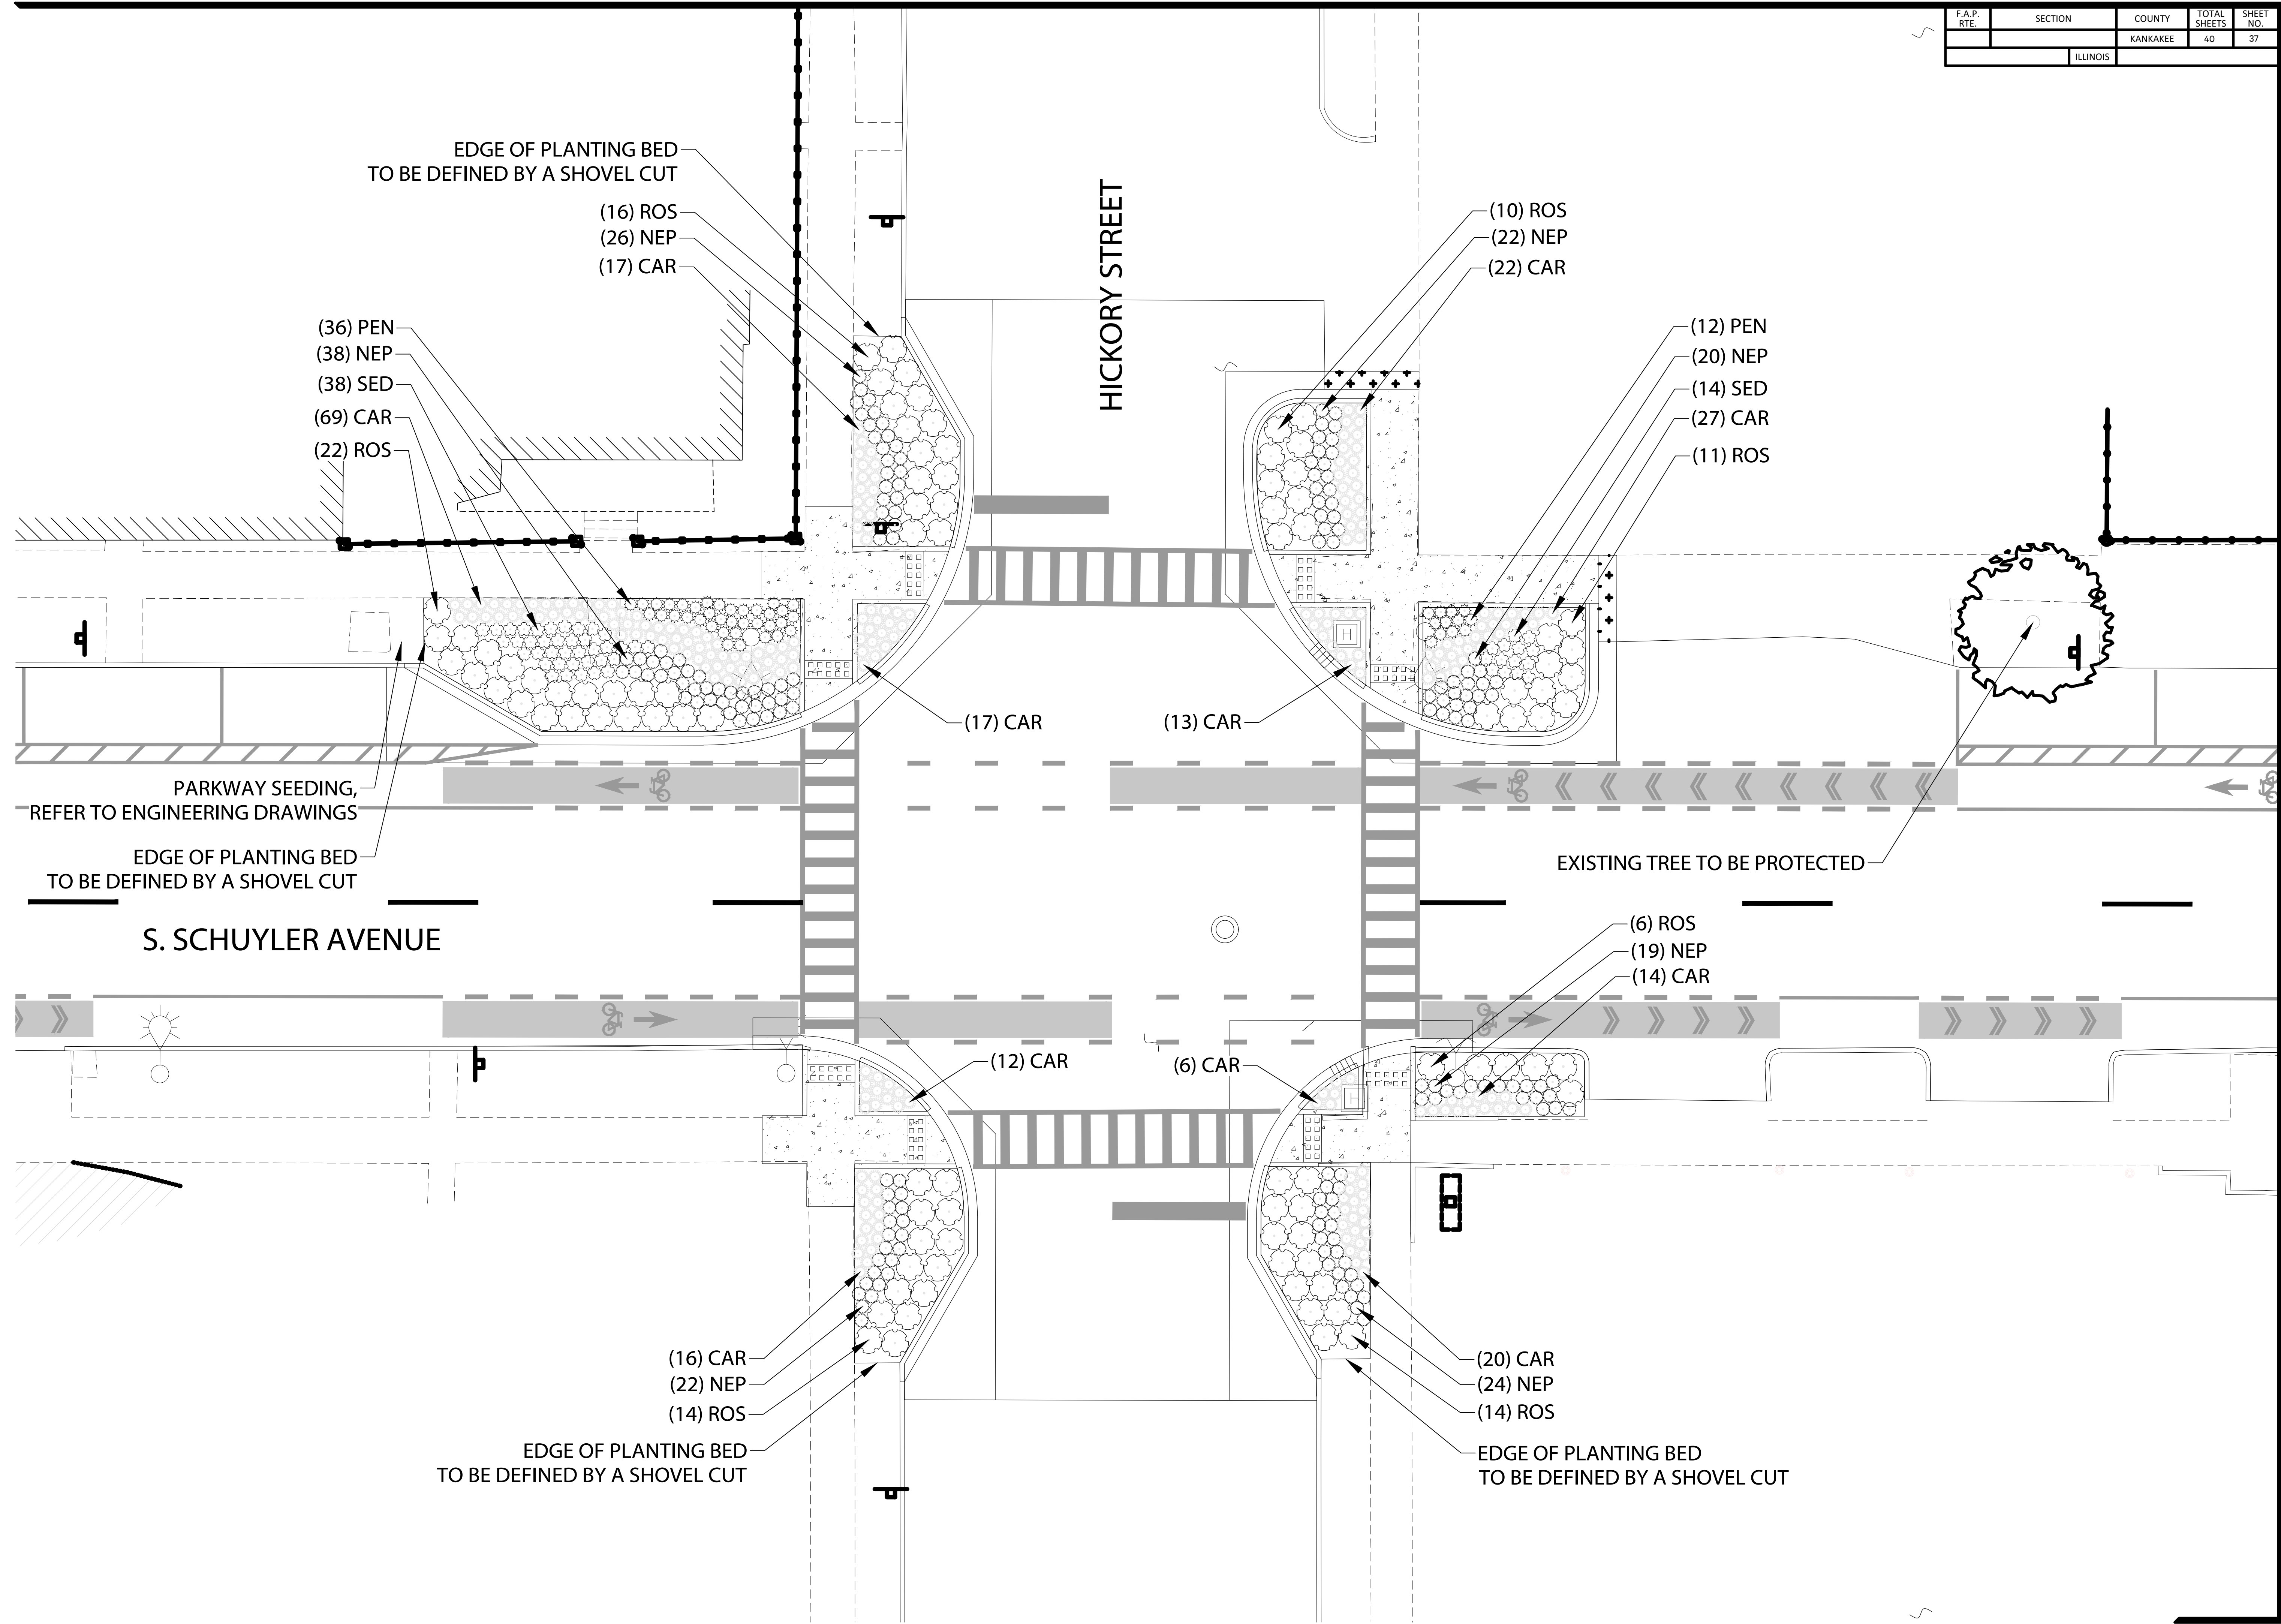 F.A.P. RTE. SECTION COUNTY TOTAL SHEETS SHEET NO.
KANKAKEE 40 37
ILLINOIS
EDGE OF PLANTING BED
TO BE DEFINED BY A SHOVEL CUT
(16) ROS
(26) NEP
(17) CAR
HICKORY STREET
(10) ROS
(22) NEP
(22) CAR
(36) PEN
(38) NEP
(38) SED
(69) CAR
(22) ROS
(12) PEN
(20) NEP
(14) SED
(27) CAR
(11) ROS
H
(17) CAR
(13) CAR
PARKWAY SEEDING,
REFER TO ENGINEERING DRAWINGS
EDGE OF PLANTING BED
TO BE DEFINED BY A SHOVEL CUT
EXISTING TREE TO BE PROTECTED
S. SCHUYLER AVENUE
(6) ROS
(19) NEP
(14) CAR
(12) CAR
(6) CAR
H
(16) CAR
(22) NEP
(14) ROS
EDGE OF PLANTING BED
TO BE DEFINED BY A SHOVEL CUT
(20) CAR
(24) NEP
(14) ROS
EDGE OF PLANTING BED
TO BE DEFINED BY A SHOVEL CUT